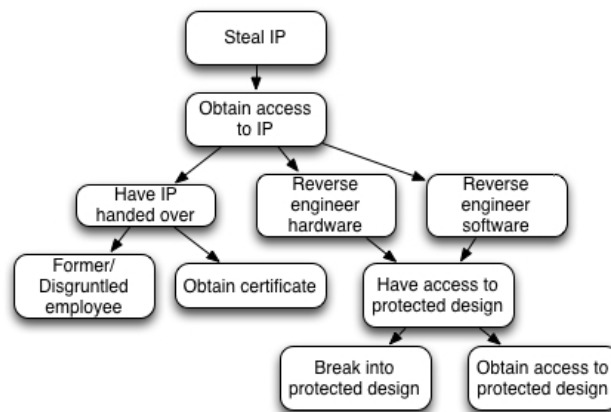 Steal IP
Obtain access
to IP
Have IP
handed over
Reverse
engineer
hardware
Reverse
engineer
software
Former/
Disgruntled
employee
Obtain certificate
Have access to
protected design
Break into
protected design
Obtain access to
protected design